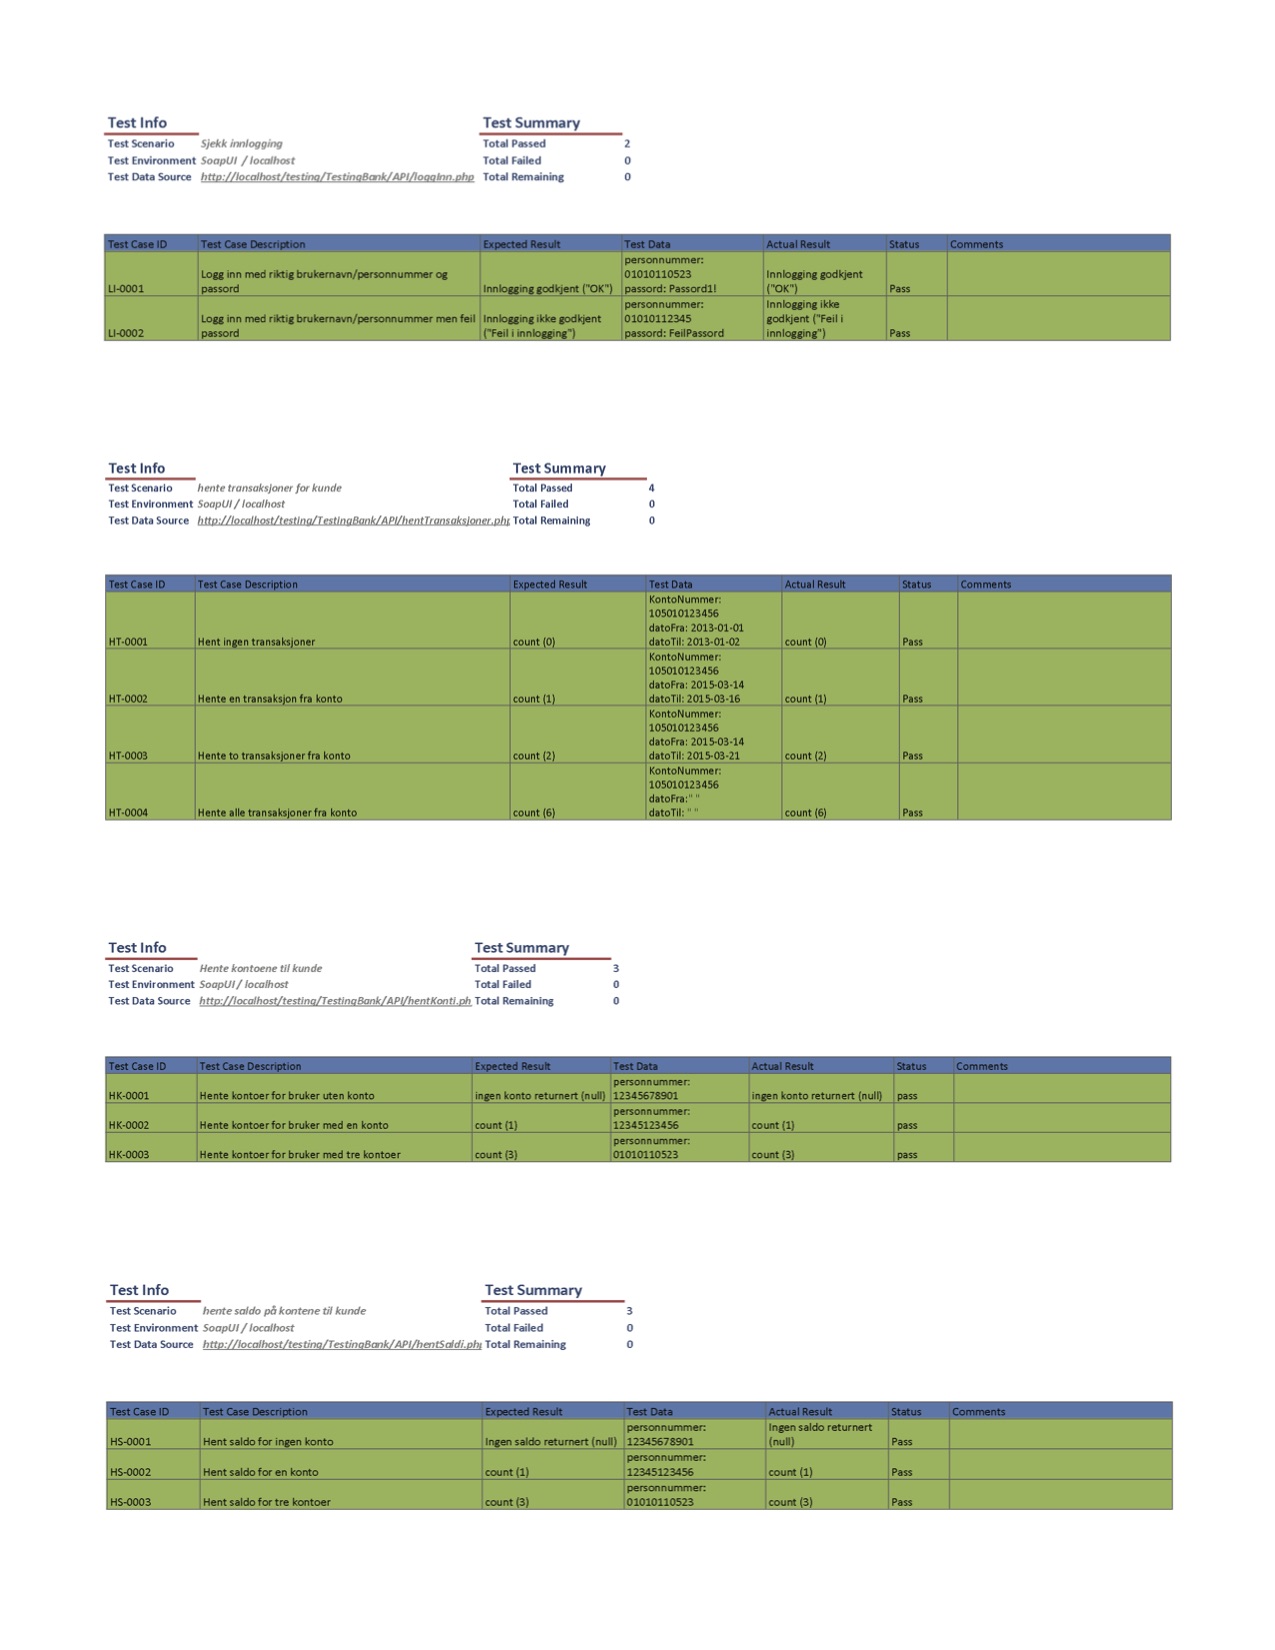 Test Info Test Summary
Test Scenario Sjekk innlogging Total Passed 2
Test Environment SoapUI / localhost Total Failed 0
Test Data Source http://localhost/testing/TestingBank/API/loggInn.php Total Remaining 0
Test Case ID Test Case Description Expected Result Test Data Actual Result Status Comments
personnummer:
Logg inn med riktig brukernavn/personnummer og 01010110523 Innlogging godkjent
LI-0001 passord Innlogging godkjent ("OK") passord: Passord1! ("OK") Pass
personnummer: Innlogging ikke
Logg inn med riktig brukernavn/personnummer men feil Innlogging ikke godkjent 01010112345 godkjent ("Feil i
LI-0002 passord ("Feil i innlogging") passord: FeilPassord innlogging") Pass
Test Info Test Summary
Test Scenario hente transaksjoner for kunde Total Passed 4
Test Environment SoapUI / localhost Total Failed 0
Test Data Source http://localhost/testing/TestingBank/API/hentTransaksjoner.php Total Remaining 0
Test Case ID Test Case Description Expected Result Test Data Actual Result Status Comments
KontoNummer:
105010123456
datoFra: 2013-01-01
HT-0001 Hent ingen transaksjoner count (0) datoTil: 2013-01-02 count (0) Pass
KontoNummer:
105010123456
datoFra: 2015-03-14
HT-0002 Hente en transaksjon fra konto count (1) datoTil: 2015-03-16 count (1) Pass
KontoNummer:
105010123456
datoFra: 2015-03-14
HT-0003 Hente to transaksjoner fra konto count (2) datoTil: 2015-03-21 count (2) Pass
KontoNummer:
105010123456
datoFra:" "
HT-0004 Hente alle transaksjoner fra konto count (6) datoTil: " " count (6) Pass
Test Info Test Summary
Test Scenario Hente kontoene til kunde Total Passed 3
Test Environment SoapUI / localhost Total Failed 0
Test Data Source http://localhost/testing/TestingBank/API/hentKonti.ph Total Remaining 0
Test Case ID Test Case Description Expected Result Test Data Actual Result Status Comments
personnummer:
HK-0001 Hente kontoer for bruker uten konto ingen konto returnert (null) 12345678901 ingen konto returnert (null) pass
personnummer:
HK-0002 Hente kontoer for bruker med en konto count (1) 12345123456 count (1) pass
personnummer:
HK-0003 Hente kontoer for bruker med tre kontoer count (3) 01010110523 count (3) pass
Test Info Test Summary
Test Scenario hente saldo på kontene til kunde Total Passed 3
Test Environment SoapUI / localhost Total Failed 0
Test Data Source http://localhost/testing/TestingBank/API/hentSaldi.php Total Remaining 0
Test Case ID Test Case Description Expected Result Test Data Actual Result Status Comments
personnummer: Ingen saldo returnert
HS-0001 Hent saldo for ingen konto Ingen saldo returnert (null) 12345678901 (null) Pass
personnummer:
HS-0002 Hent saldo for en konto count (1) 12345123456 count (1) Pass
personnummer:
HS-0003 Hent saldo for tre kontoer count (3) 01010110523 count (3) Pass